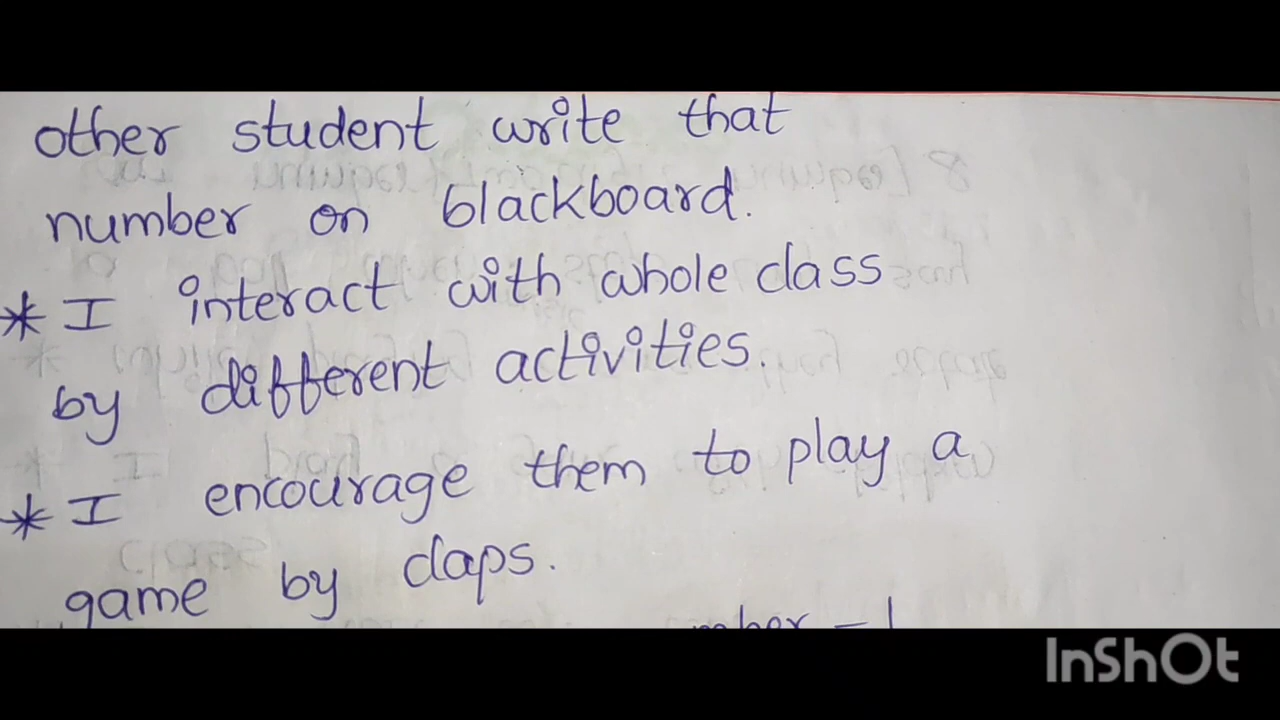 other student write that
number on blackboard.
* I interact with whole class
by different activities.
* I encourage them to play a
game by claps.
- 1
InShOt